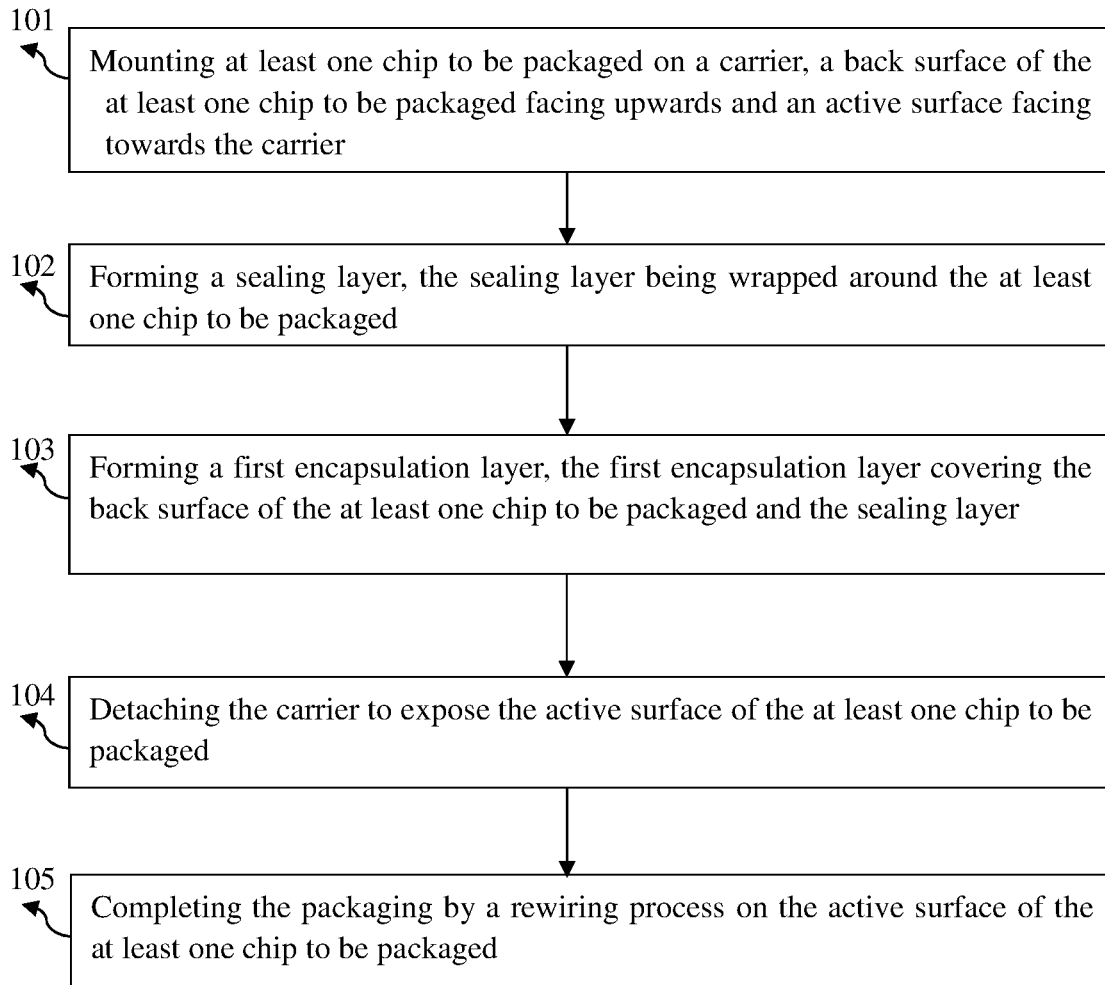 101
Mounting at least one chip to be packaged on a carrier, a back surface of the
at least one chip to be packaged facing upwards and an active surface facing
towards the carrier
102
Forming a sealing layer, the sealing layer being wrapped around the at least
one chip to be packaged
103
Forming a first encapsulation layer, the first encapsulation layer covering the
back surface of the at least one chip to be packaged and the sealing layer
104
Detaching the carrier to expose the active surface of the at least one chip to be
packaged
105
Completing the packaging by a rewiring process on the active surface of the
at least one chip to be packaged